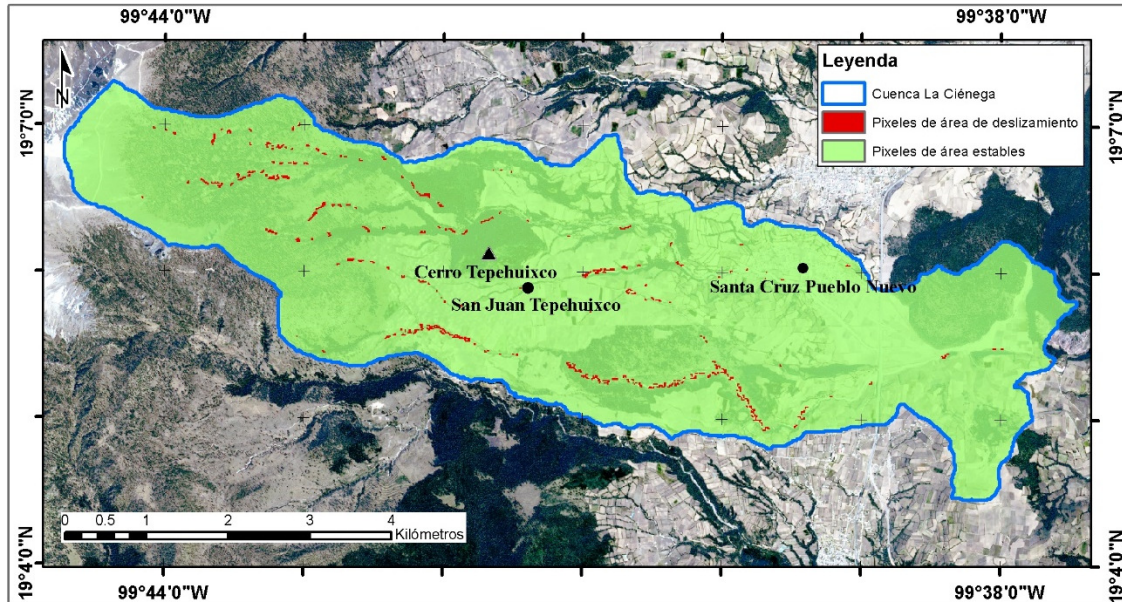 99°44'0"W 99°38'0"W
19°7'0"N
19°7'0"N
N
Leyenda
Cuenca La Ciénega
Pixeles de área de deslizamiento
Pixeles de área estables
Cerro Tepehuixco
San Juan Tepehuixco
Santa Cruz Pueblo Nuevo
0 0.5 1 2 3 4
Kilómetros
19°4'0"N
19°4'0"N
99°44'0"W 99°38'0"W